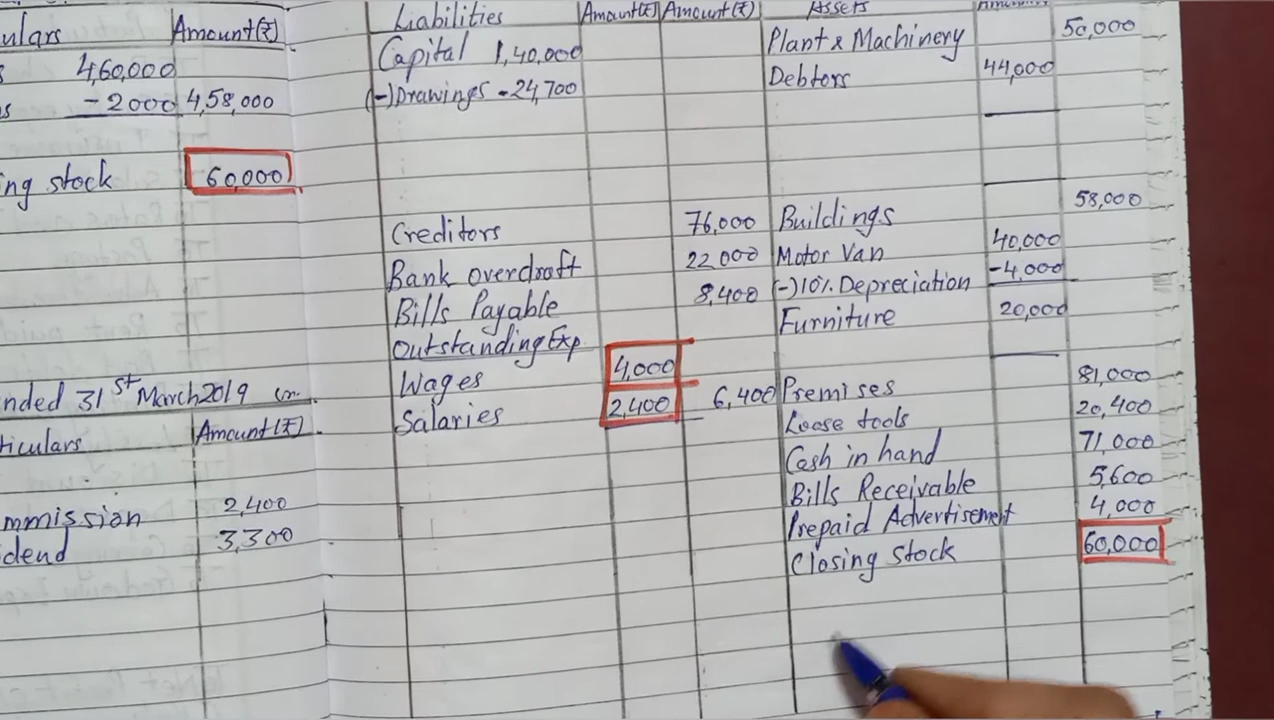 ulars Amount(₹)
s 4,60,000
s - 2000 4,58,000
ng stock 60,000
nded 31st March 2019
ticulars Amount(₹)
mmission 2,400
idend 3,300
Liabilities Amount(₹) Amount(₹)
Capital 1,40,000
(-)Drawings - 24,700
Creditors 76,000
Bank overdraft 22,000
Bills Payable 8,400
Outstanding Exp.
Wages 4,000
Salaries 2,400 6,400
Assets
Plant & Machinery 50,000
Debtors 44,000
Buildings 58,000
Motor Van 40,000
(-)10% Depreciation -4,000
Furniture 20,000
Premises 81,000
Loose tools 20,400
Cash in hand 71,000
Bills Receivable 5,600
Prepaid Advertisement 4,000
Closing Stock 60,000